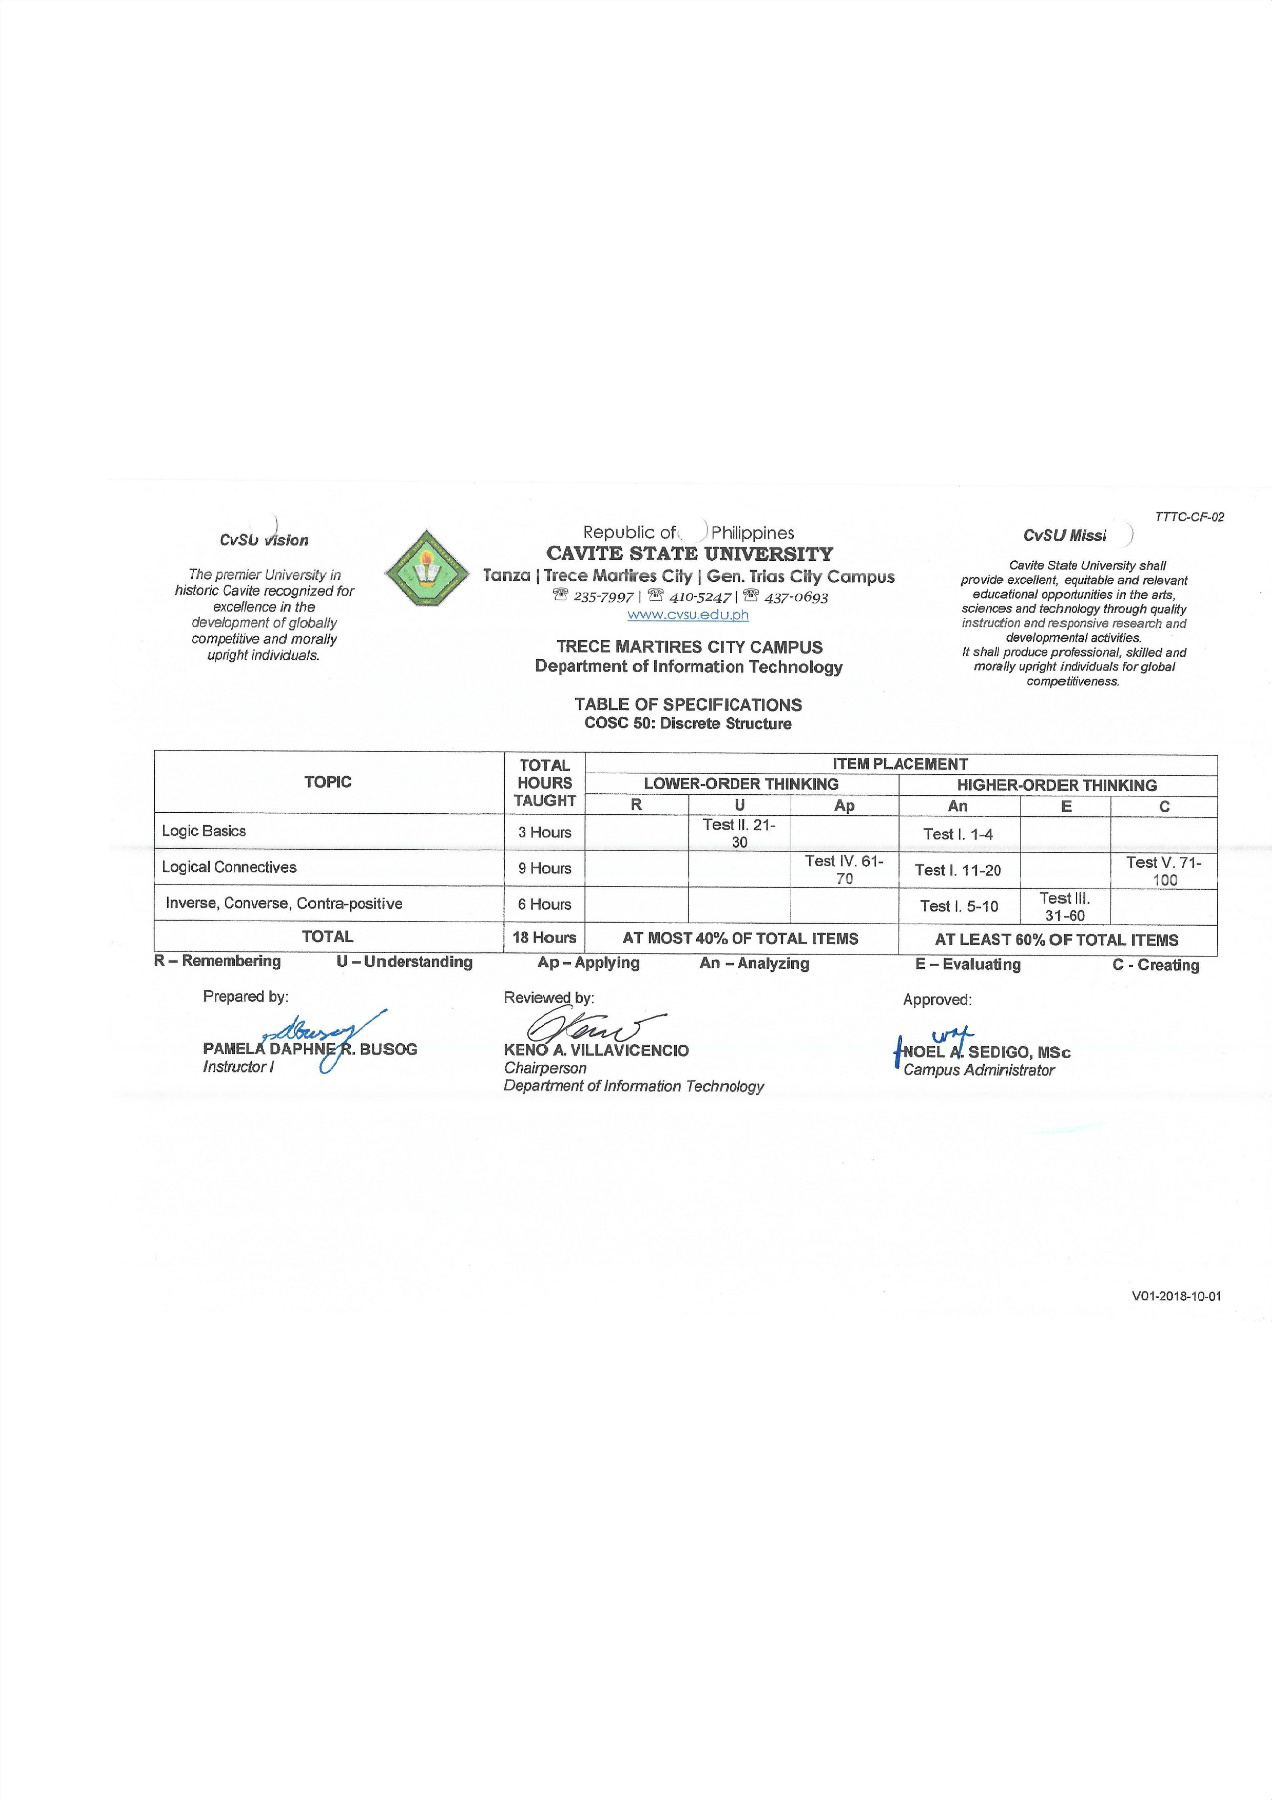 TTTC-CF-02
CvSU Vision
The premier University in
historic Cavite recognized for
excellence in the
development of globally
competitive and morally
upright individuals.
Republic of Philippines
CAVITE STATE UNIVERSITY
Tanza | Trece Martires City | Gen. Trias City Campus
☏ 235-7997 | ☏ 410-5247 | ☏ 437-0693
www.cvsu.edu.ph
TRECE MARTIRES CITY CAMPUS
Department of Information Technology
TABLE OF SPECIFICATIONS
COSC 50: Discrete Structure
CvSU Missi
Cavite State University shall
provide excellent, equitable and relevant
educational opportunities in the arts,
sciences and technology through quality
instruction and responsive research and
developmental activities.
It shall produce professional, skilled and
morally upright individuals for global
competitiveness.
TOPIC
TOTAL
HOURS
TAUGHT
ITEM PLACEMENT
LOWER-ORDER THINKING HIGHER-ORDER THINKING
R U Ap An E C
Logic Basics 3 Hours Test II. 21-
30 Test I. 1-4
Logical Connectives 9 Hours Test IV. 61-
70 Test I. 11-20 Test V. 71-
100
Inverse, Converse, Contra-positive 6 Hours Test I. 5-10 Test III.
31-60
TOTAL 18 Hours AT MOST 40% OF TOTAL ITEMS AT LEAST 60% OF TOTAL ITEMS
R – Remembering U – Understanding Ap – Applying An – Analyzing E – Evaluating C - Creating
Prepared by:
PAMELA DAPHNE R. BUSOG
Instructor I
Reviewed by:
KENO A. VILLAVICENCIO
Chairperson
Department of Information Technology
Approved:
NOEL A. SEDIGO, MSc
Campus Administrator
V01-2018-10-01